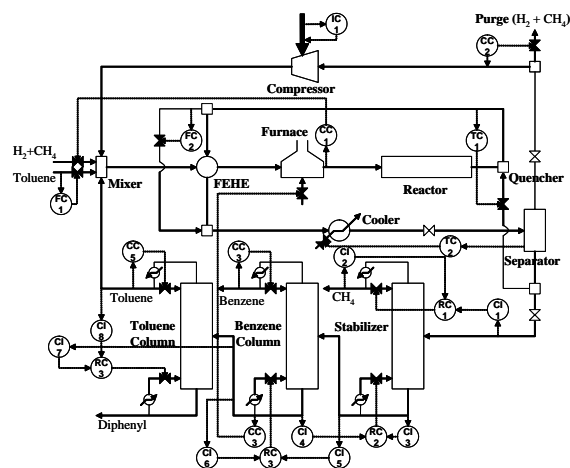 IC
1
Purge (H2 + CH4)
CC
2
Compressor
FC
2
Furnace
CC
1
TC
1
H2+CH4
Toluene
FC
1
Mixer
FEHE
Reactor
Quencher
Cooler
CC
5
CC
3
CI
2
TC
2
Separator
Toluene
Benzene
CH4
RC
1
CI
1
Toluene
Column
Benzene
Column
Stabilizer
CI
8
CI
7
RC
3
Diphenyl
CC
3
CI
4
RC
2
CI
3
CI
6
RC
3
CI
5